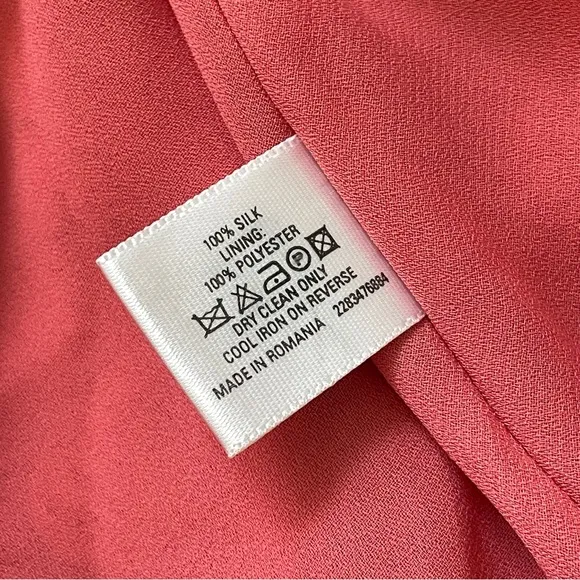 100% SILK
LINING:
100% POLYESTER
P
DRY CLEAN ONLY
COOL IRON ON REVERSE
MADE IN ROMANIA 2283476884